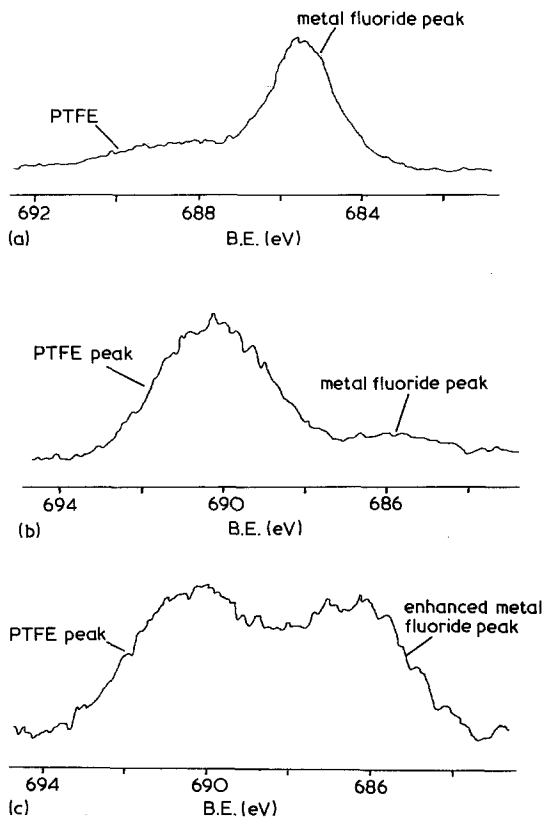 metal fluoride peak
PTFE
692 688 684
(a) B.E. (eV)
PTFE peak
metal fluoride peak
694 690 686
(b) B.E. (eV)
PTFE peak
enhanced metal
fluoride peak
694 690 686
(c) B.E. (eV)